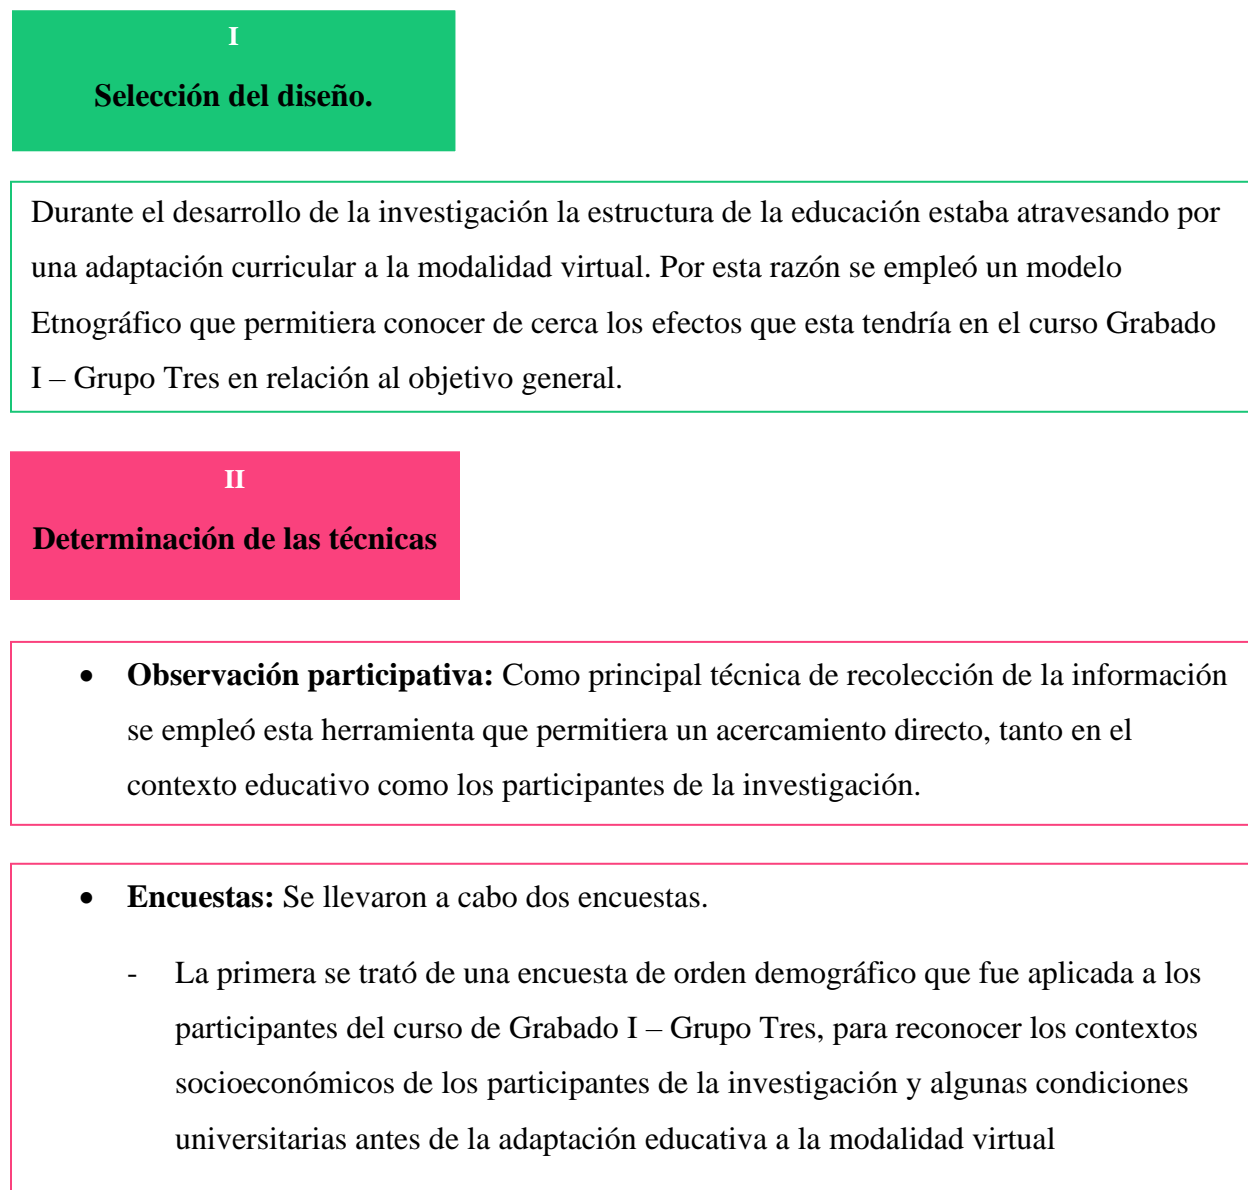 I
Selección del diseño.
Durante el desarrollo de la investigación la estructura de la educación estaba atravesando por
una adaptación curricular a la modalidad virtual. Por esta razón se empleó un modelo
Etnográfico que permitiera conocer de cerca los efectos que esta tendría en el curso Grabado
I – Grupo Tres en relación al objetivo general.
II
Determinación de las técnicas
• Observación participativa: Como principal técnica de recolección de la información
se empleó esta herramienta que permitiera un acercamiento directo, tanto en el
contexto educativo como los participantes de la investigación.
• Encuestas: Se llevaron a cabo dos encuestas.
- La primera se trató de una encuesta de orden demográfico que fue aplicada a los
participantes del curso de Grabado I – Grupo Tres, para reconocer los contextos
socioeconómicos de los participantes de la investigación y algunas condiciones
universitarias antes de la adaptación educativa a la modalidad virtual